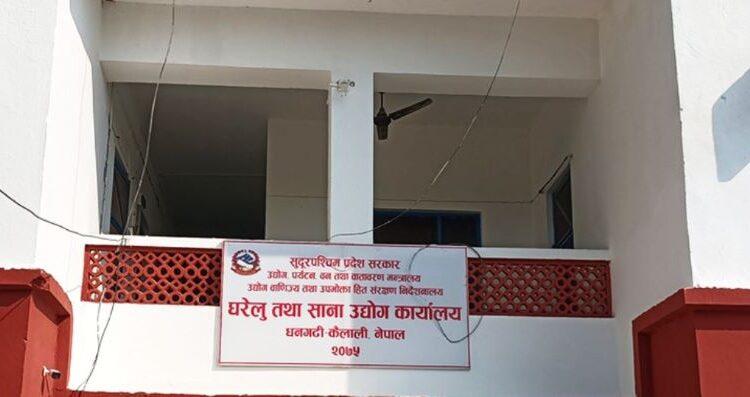 सुदूरपश्चिम प्रदेश सरकार
उद्योग, पर्यटन, वन तथा वातावरण मन्त्रालय
उद्योग वाणिज्य तथा उपभोक्ता हित संरक्षण निर्देशनालय
घरेलु तथा साना उद्योग कार्यालय
धनगढी-कैलाली, नेपाल
२०७५